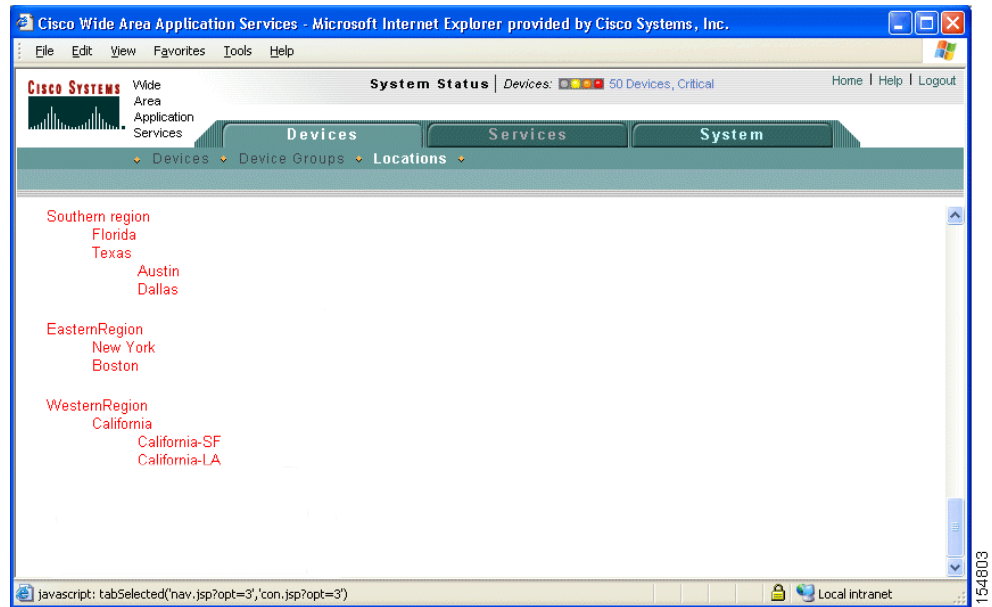 Cisco Wide Area Application Services - Microsoft Internet Explorer provided by Cisco Systems, Inc.
File Edit View Favorites Tools Help
CISCO SYSTEMS
Wide
Area
Application
Services
System Status | Devices: 50 Devices, Critical
Home | Help | Logout
Devices Services System
Devices Device Groups Locations
Southern region
Florida
Texas
Austin
Dallas
EasternRegion
New York
Boston
WesternRegion
California
California-SF
California-LA
javascript: tabSelected('nav.jsp?opt=3','con.jsp?opt=3')
Local intranet
154803